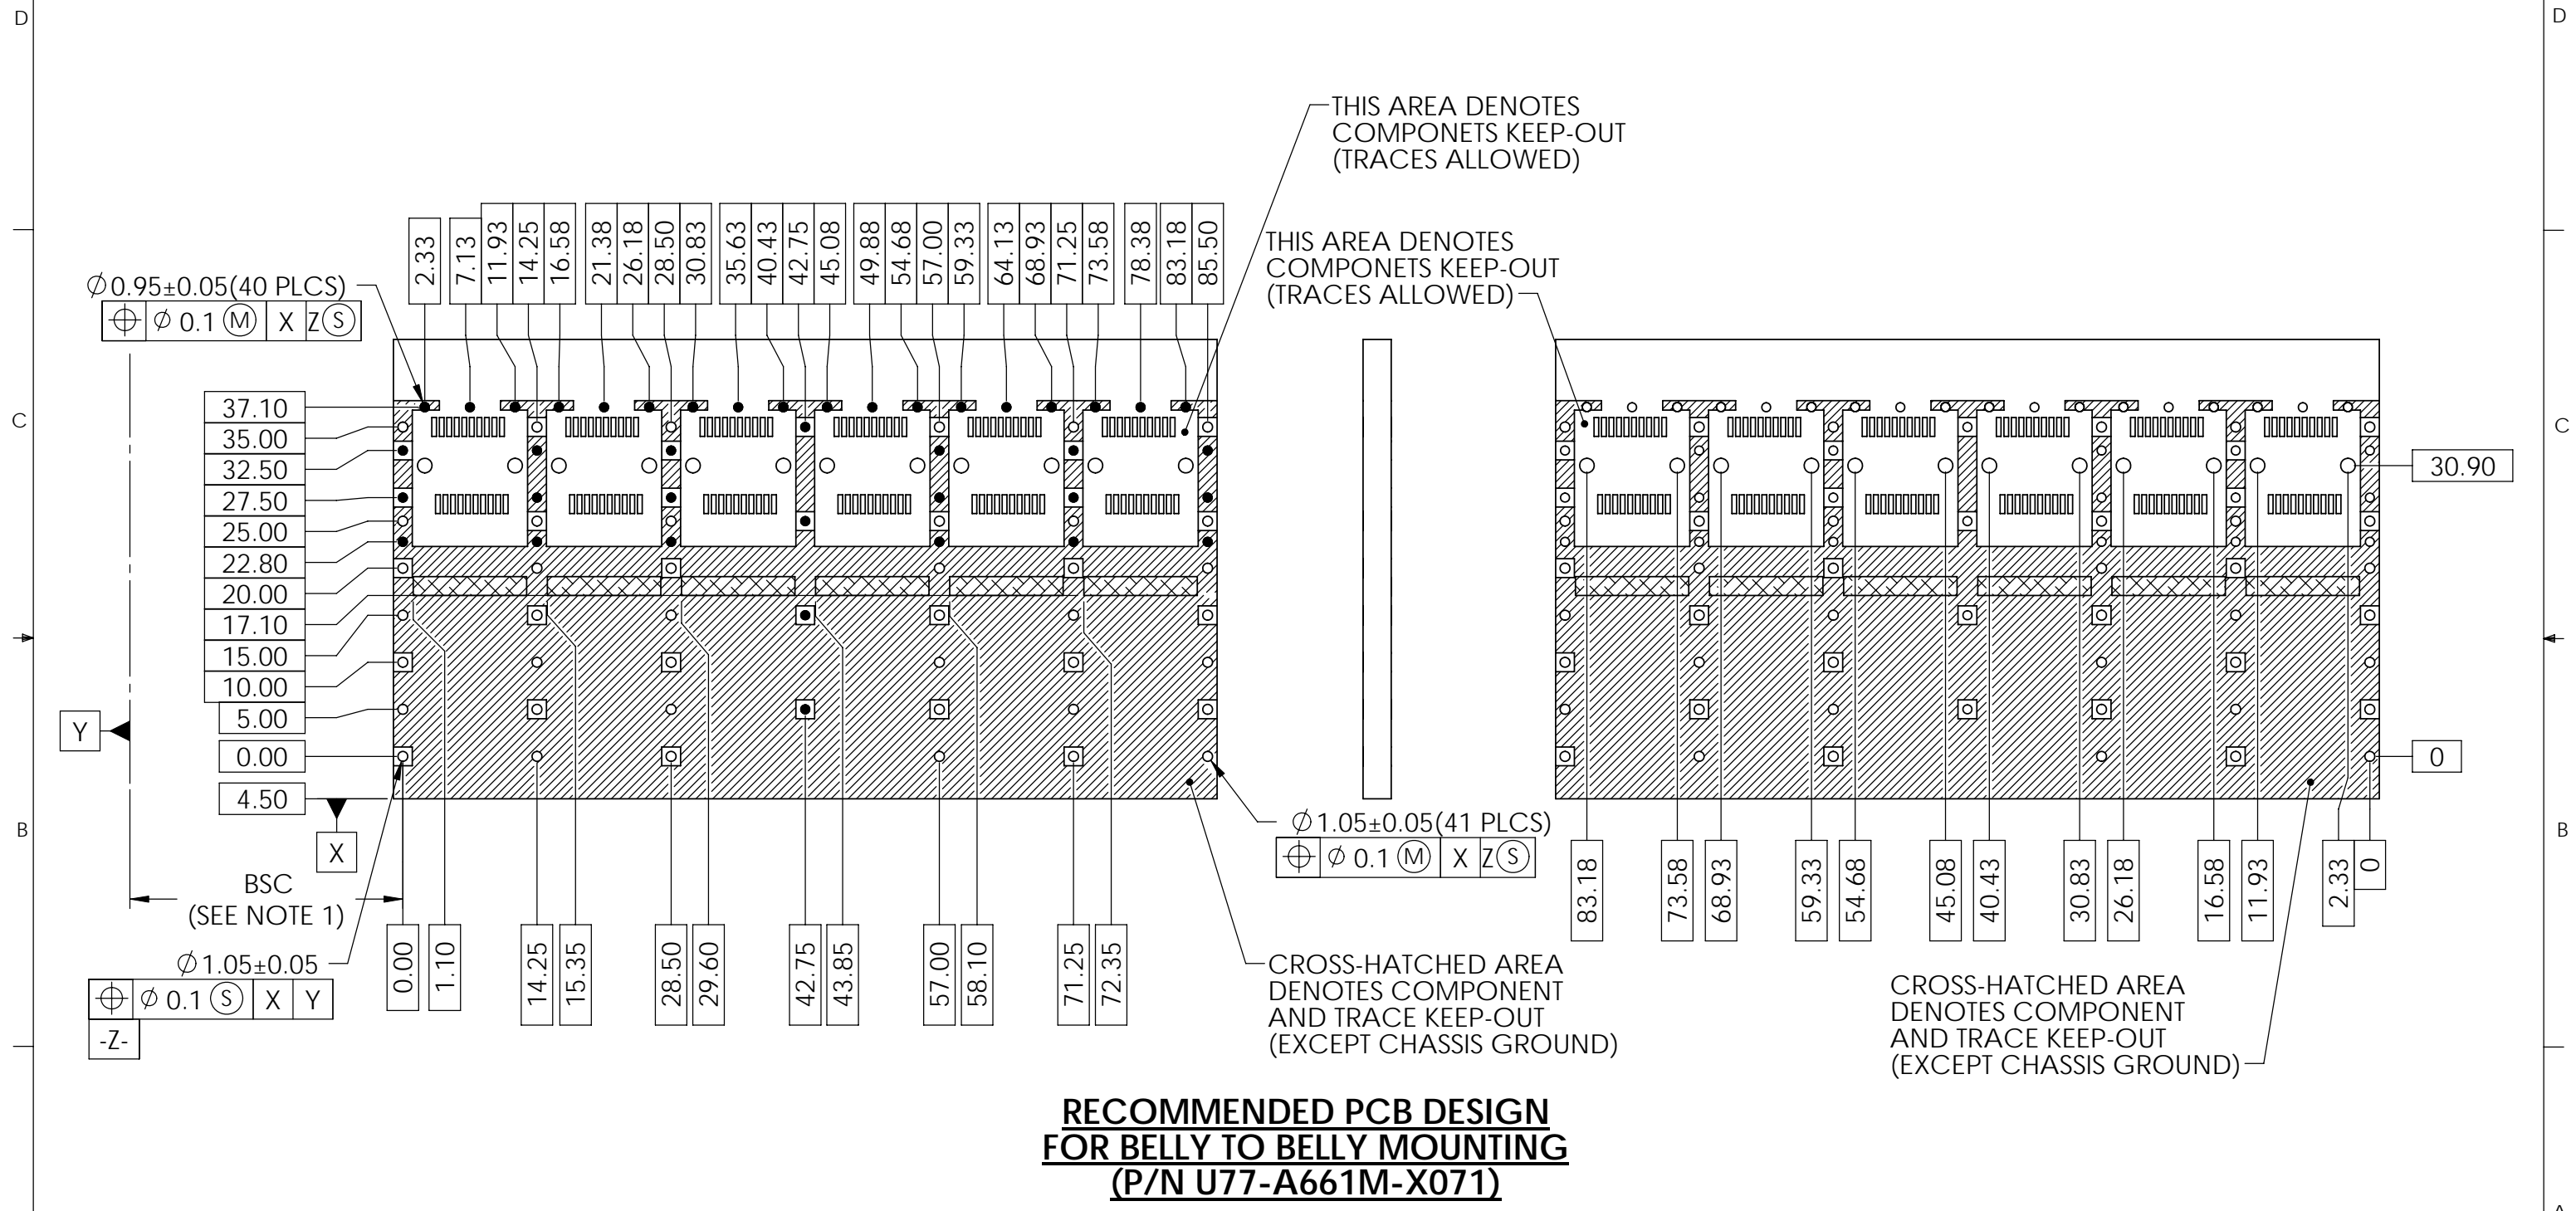 D
D
THIS AREA DENOTES
COMPONETS KEEP-OUT
(TRACES ALLOWED)
THIS AREA DENOTES
COMPONETS KEEP-OUT
(TRACES ALLOWED)
2.33
7.13
11.93
14.25
16.58
21.38
26.18
28.50
30.83
35.63
40.43
42.75
45.08
49.88
54.68
57.00
59.33
64.13
68.93
71.25
73.58
78.38
83.18
85.50
⌀0.95±0.05(40 PLCS)
⌖ ⌀ 0.1 Ⓜ X Z Ⓢ
C
C
37.10
35.00
32.50
27.50
25.00
22.80
20.00
17.10
15.00
10.00
5.00
0.00
4.50
30.90
0
Y
X
B
B
BSC
(SEE NOTE 1)
⌀1.05±0.05(41 PLCS)
⌖ ⌀ 0.1 Ⓜ X Z Ⓢ
⌀1.05±0.05
⌖ ⌀ 0.1 Ⓢ X Y
-Z-
0.00
1.10
14.25
15.35
28.50
29.60
42.75
43.85
57.00
58.10
71.25
72.35
83.18
73.58
68.93
59.33
54.68
45.08
40.43
30.83
26.18
16.58
11.93
2.33
0
CROSS-HATCHED AREA
DENOTES COMPONENT
AND TRACE KEEP-OUT
(EXCEPT CHASSIS GROUND)
CROSS-HATCHED AREA
DENOTES COMPONENT
AND TRACE KEEP-OUT
(EXCEPT CHASSIS GROUND)
RECOMMENDED PCB DESIGN
FOR BELLY TO BELLY MOUNTING
(P/N U77-A661M-X071)